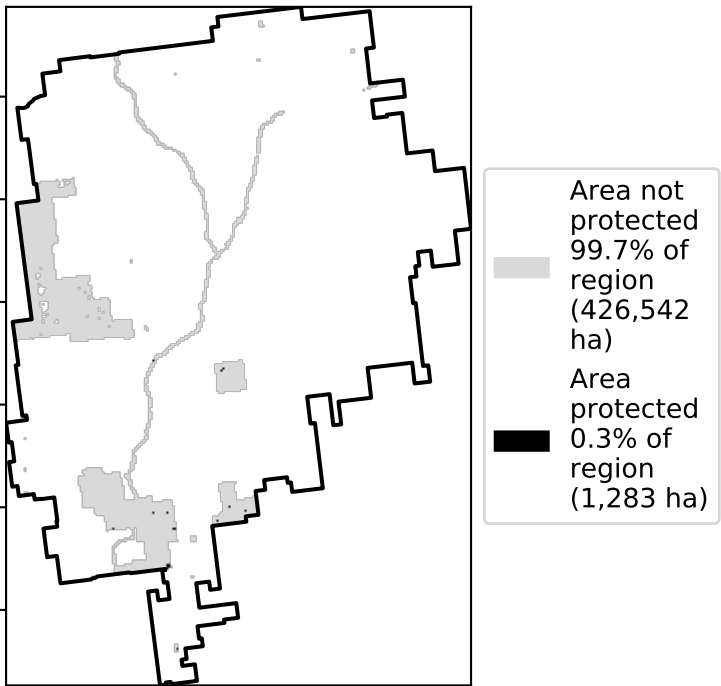 Area not
protected
99.7% of
region
(426,542
ha)
Area
protected
0.3% of
region
(1,283 ha)